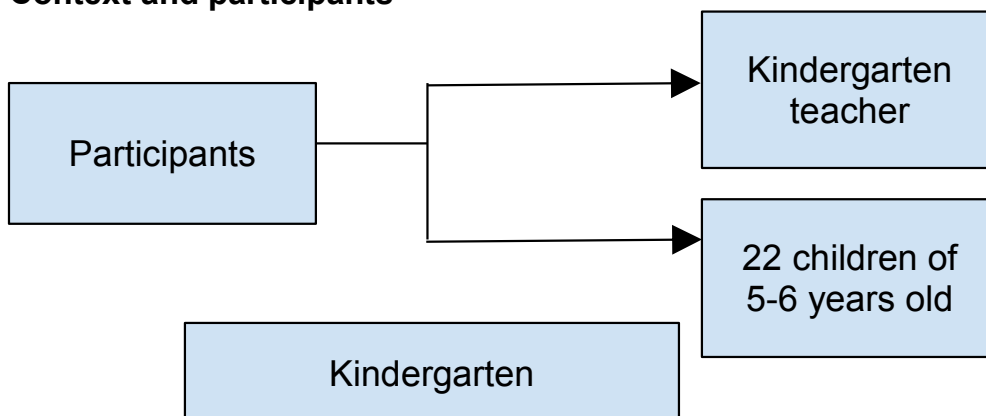 Context and participants
Kindergarten
teacher
Participants
22 children of
5-6 years old
Kindergarten